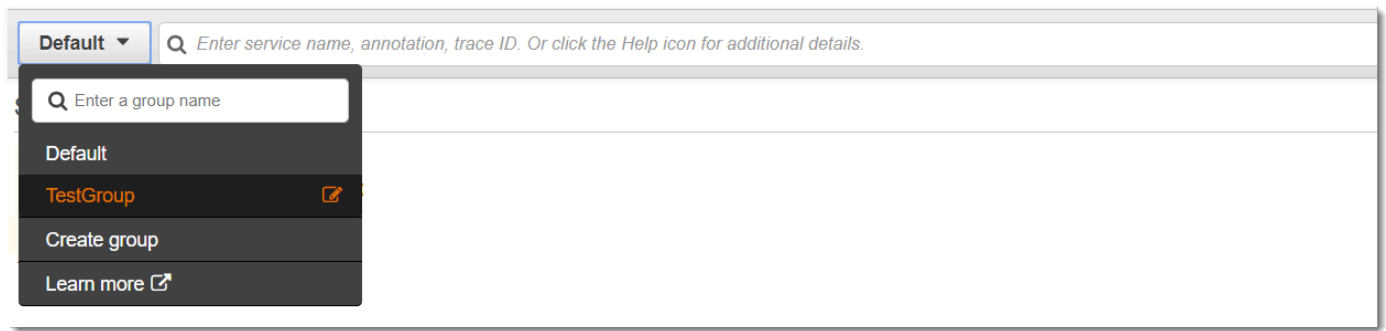 Default
Enter service name, annotation, trace ID. Or click the Help icon for additional details.
Enter a group name
Default
TestGroup
Create group
Learn more